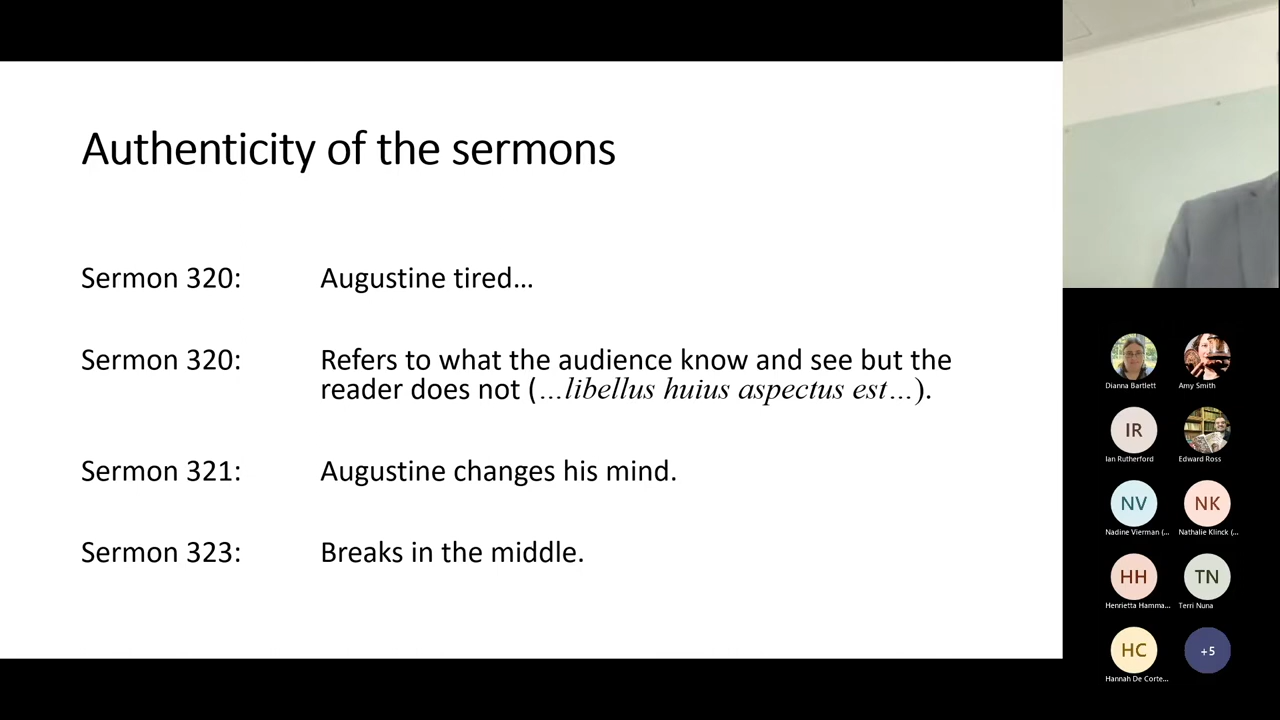 Authenticity of the sermons
Sermon 320: Augustine tired...
Sermon 320: Refers to what the audience know and see but the
reader does not (...libellus huius aspectus est...).
Sermon 321: Augustine changes his mind.
Sermon 323: Breaks in the middle.
Dianna Bartlett
Amy Smith
IR
Ian Rutherford
Edward Ross
NV
Nadine Vierman (...
NK
Nathalie Klinck (...
HH
Henrietta Hamma...
TN
Terri Nuna
HC
Hannah De Corte...
+5